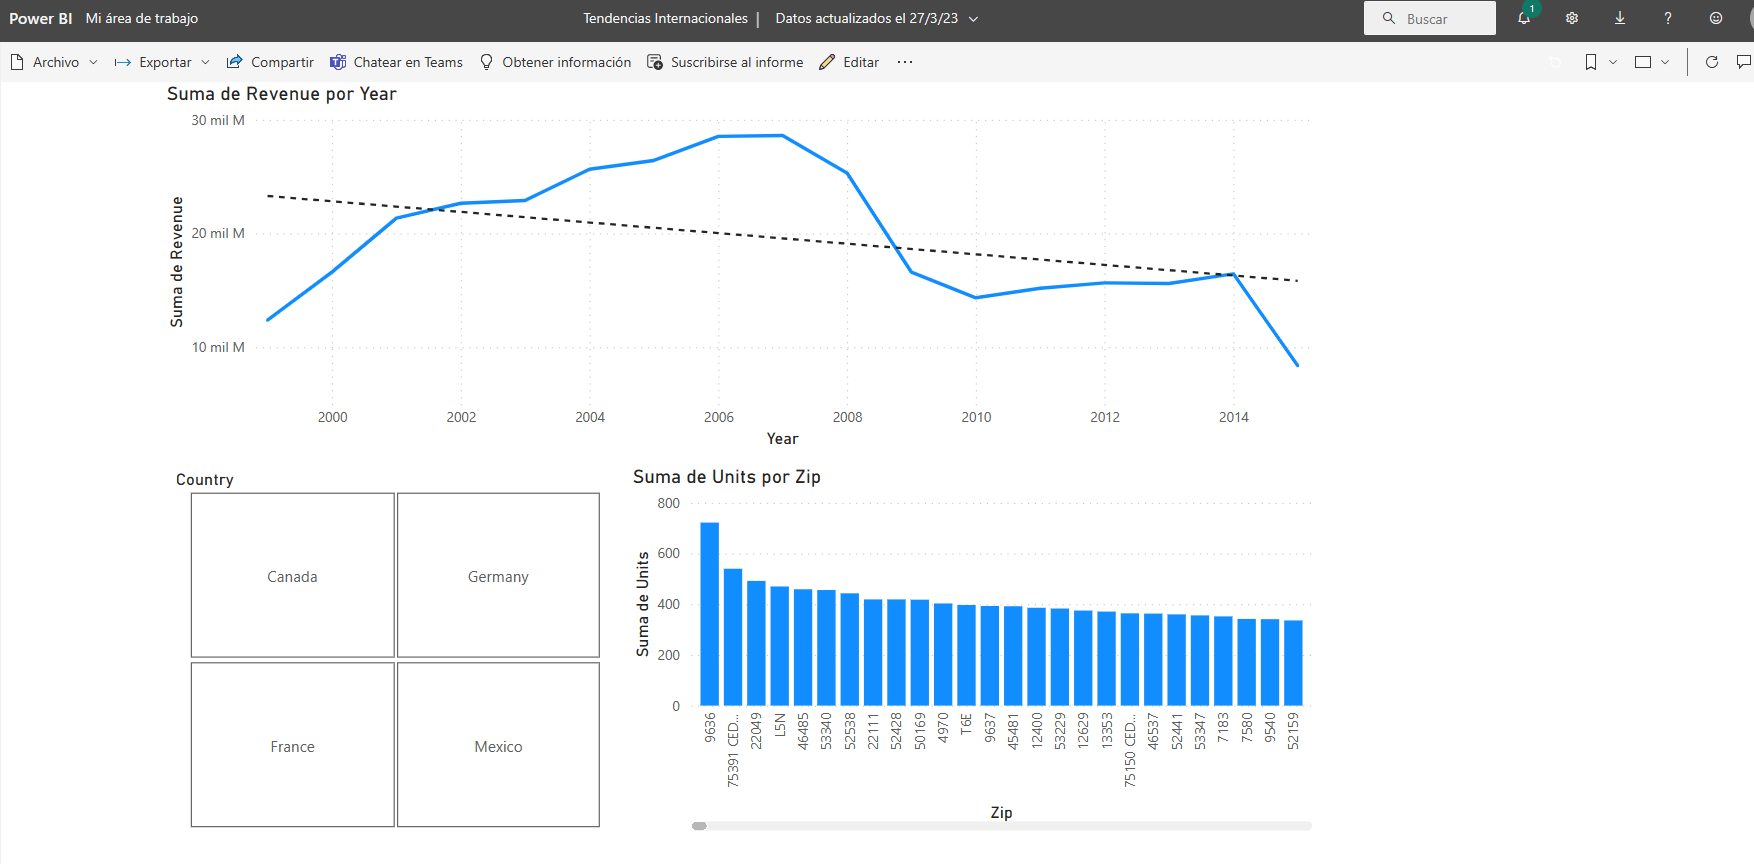 Power BI Mi área de trabajo Tendencias Internacionales | Datos actualizados el 27/3/23 Buscar 1 ?
Archivo Exportar Compartir Chatear en Teams Obtener información Suscribirse al informe Editar ...
Suma de Revenue por Year
30 mil M
20 mil M
10 mil M
Suma de Revenue
2000 2002 2004 2006 2008 2010 2012 2014
Year
Country
Canada
Germany
France
Mexico
Suma de Units por Zip
800
600
400
200
0
Suma de Units
9636
75391 CED...
22049
L5N
46485
53340
52538
22111
52428
50169
4970
T6E
9637
45481
12400
53229
12629
13353
75150 CED...
46537
52441
53347
7183
7580
9540
52159
Zip